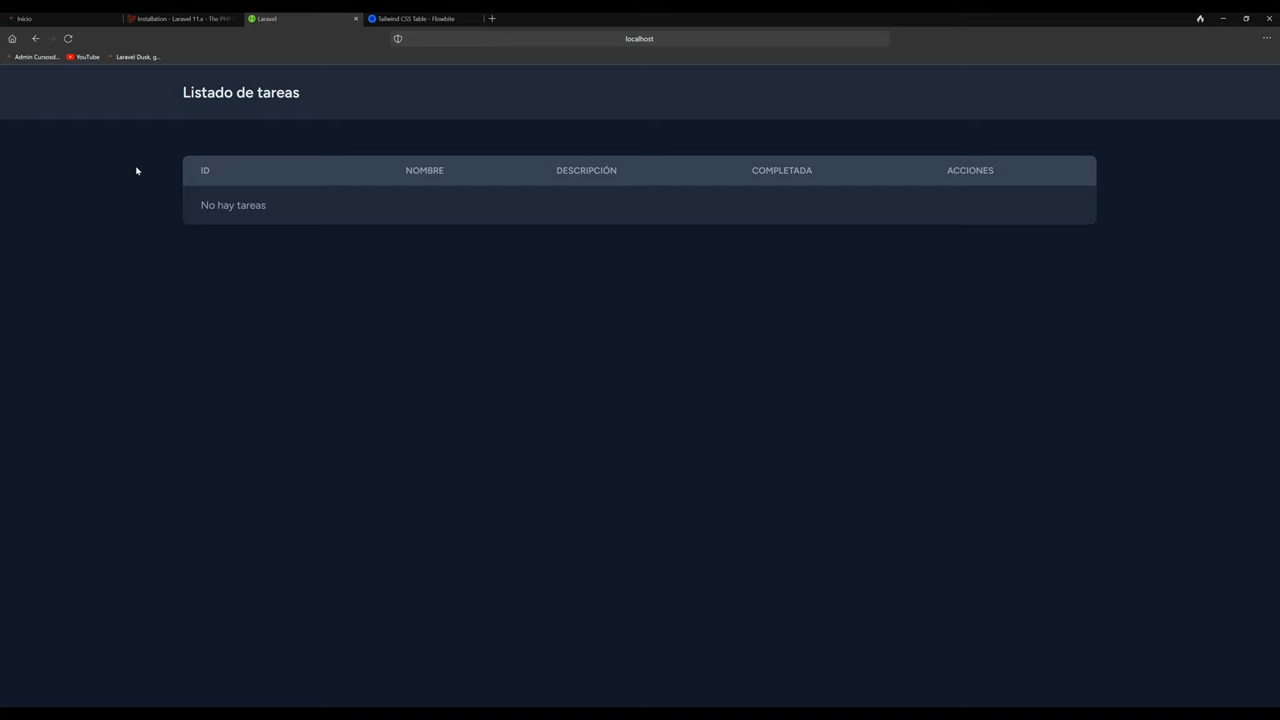 Inicio
Installation - Laravel 11.x - The PHP
Laravel
Tailwind CSS Table - Flowbite
localhost
Admin Cursosd...
YouTube
Laravel Dusk, g...
Listado de tareas
ID NOMBRE DESCRIPCIÓN COMPLETADA ACCIONES
No hay tareas